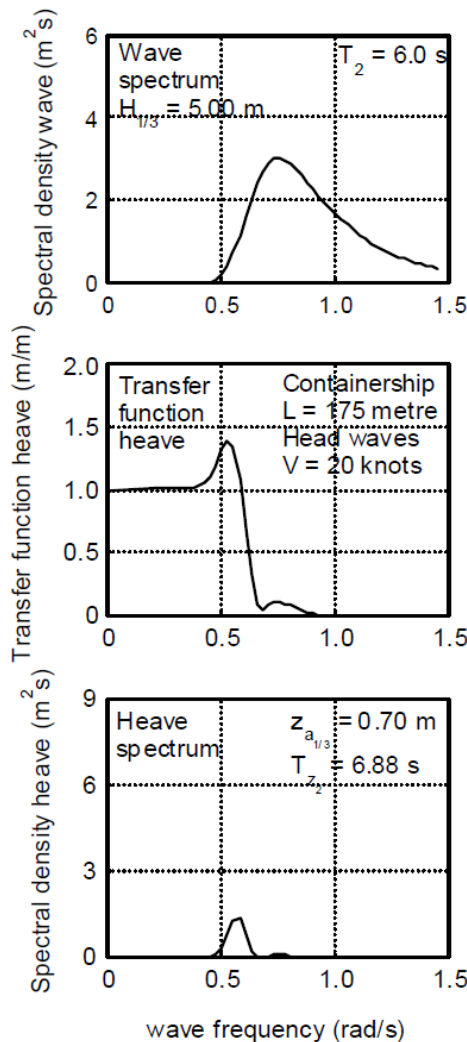 Spectral density wave (m²s)
6
4
2
0
Wave
spectrum
H1/3 = 5.00 m
T2 = 6.0 s
0 0.5 1.0 1.5
Transfer function heave (m/m)
2.0
1.5
1.0
0.5
0
Transfer
function
heave
Containership
L = 175 metre
Head waves
V = 20 knots
0 0.5 1.0 1.5
Spectral density heave (m²s)
9
6
3
0
Heave
spectrum
za1/3 = 0.70 m
Tz2 = 6.88 s
0 0.5 1.0 1.5
wave frequency (rad/s)